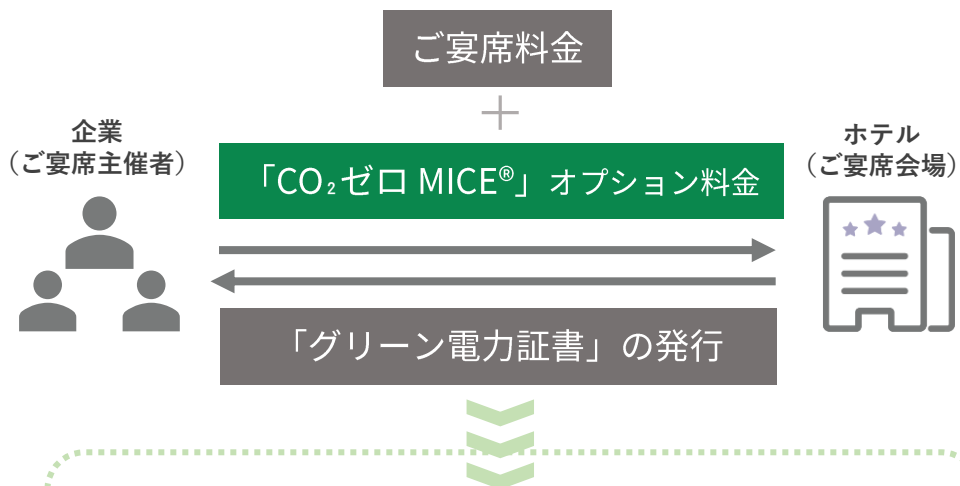 ご宴席料金
企業
（ご宴席主催者）
「CO₂ゼロ MICE®」オプション料金
ホテル
（ご宴席会場）
「グリーン電力証書」の発行